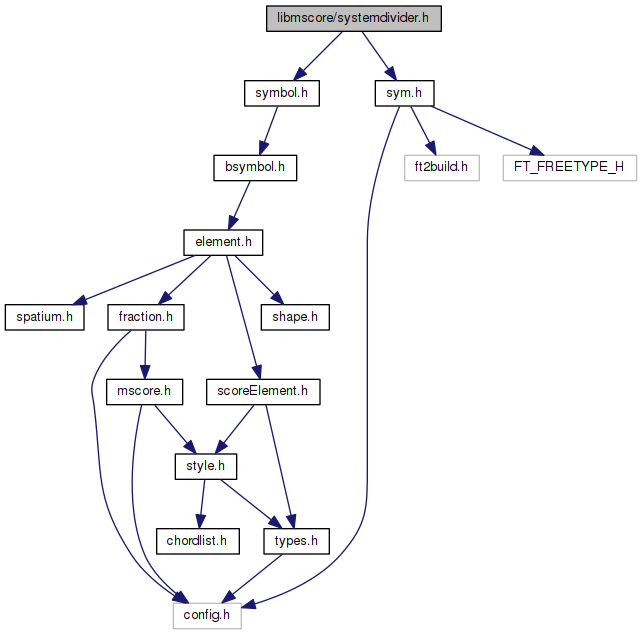 libmscore/systemdivider.h
symbol.h
sym.h
bsymbol.h
ft2build.h
FT_FREETYPE_H
element.h
spatium.h
fraction.h
shape.h
mscore.h
scoreElement.h
style.h
chordlist.h
types.h
config.h